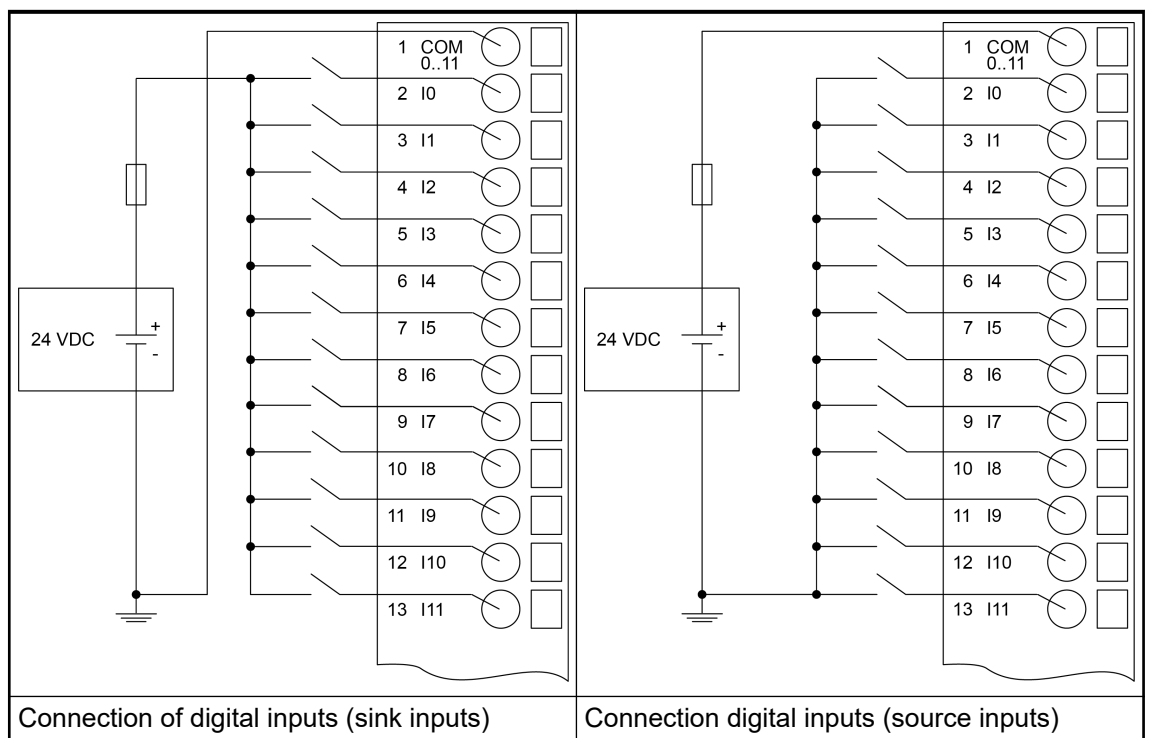 1 COM
0..11
2 I0
3 I1
4 I2
5 I3
6 I4
7 I5
8 I6
9 I7
10 I8
11 I9
12 I10
13 I11
24 VDC
+
-
Connection of digital inputs (sink inputs)
1 COM
0..11
2 I0
3 I1
4 I2
5 I3
6 I4
7 I5
8 I6
9 I7
10 I8
11 I9
12 I10
13 I11
24 VDC
+
-
Connection digital inputs (source inputs)